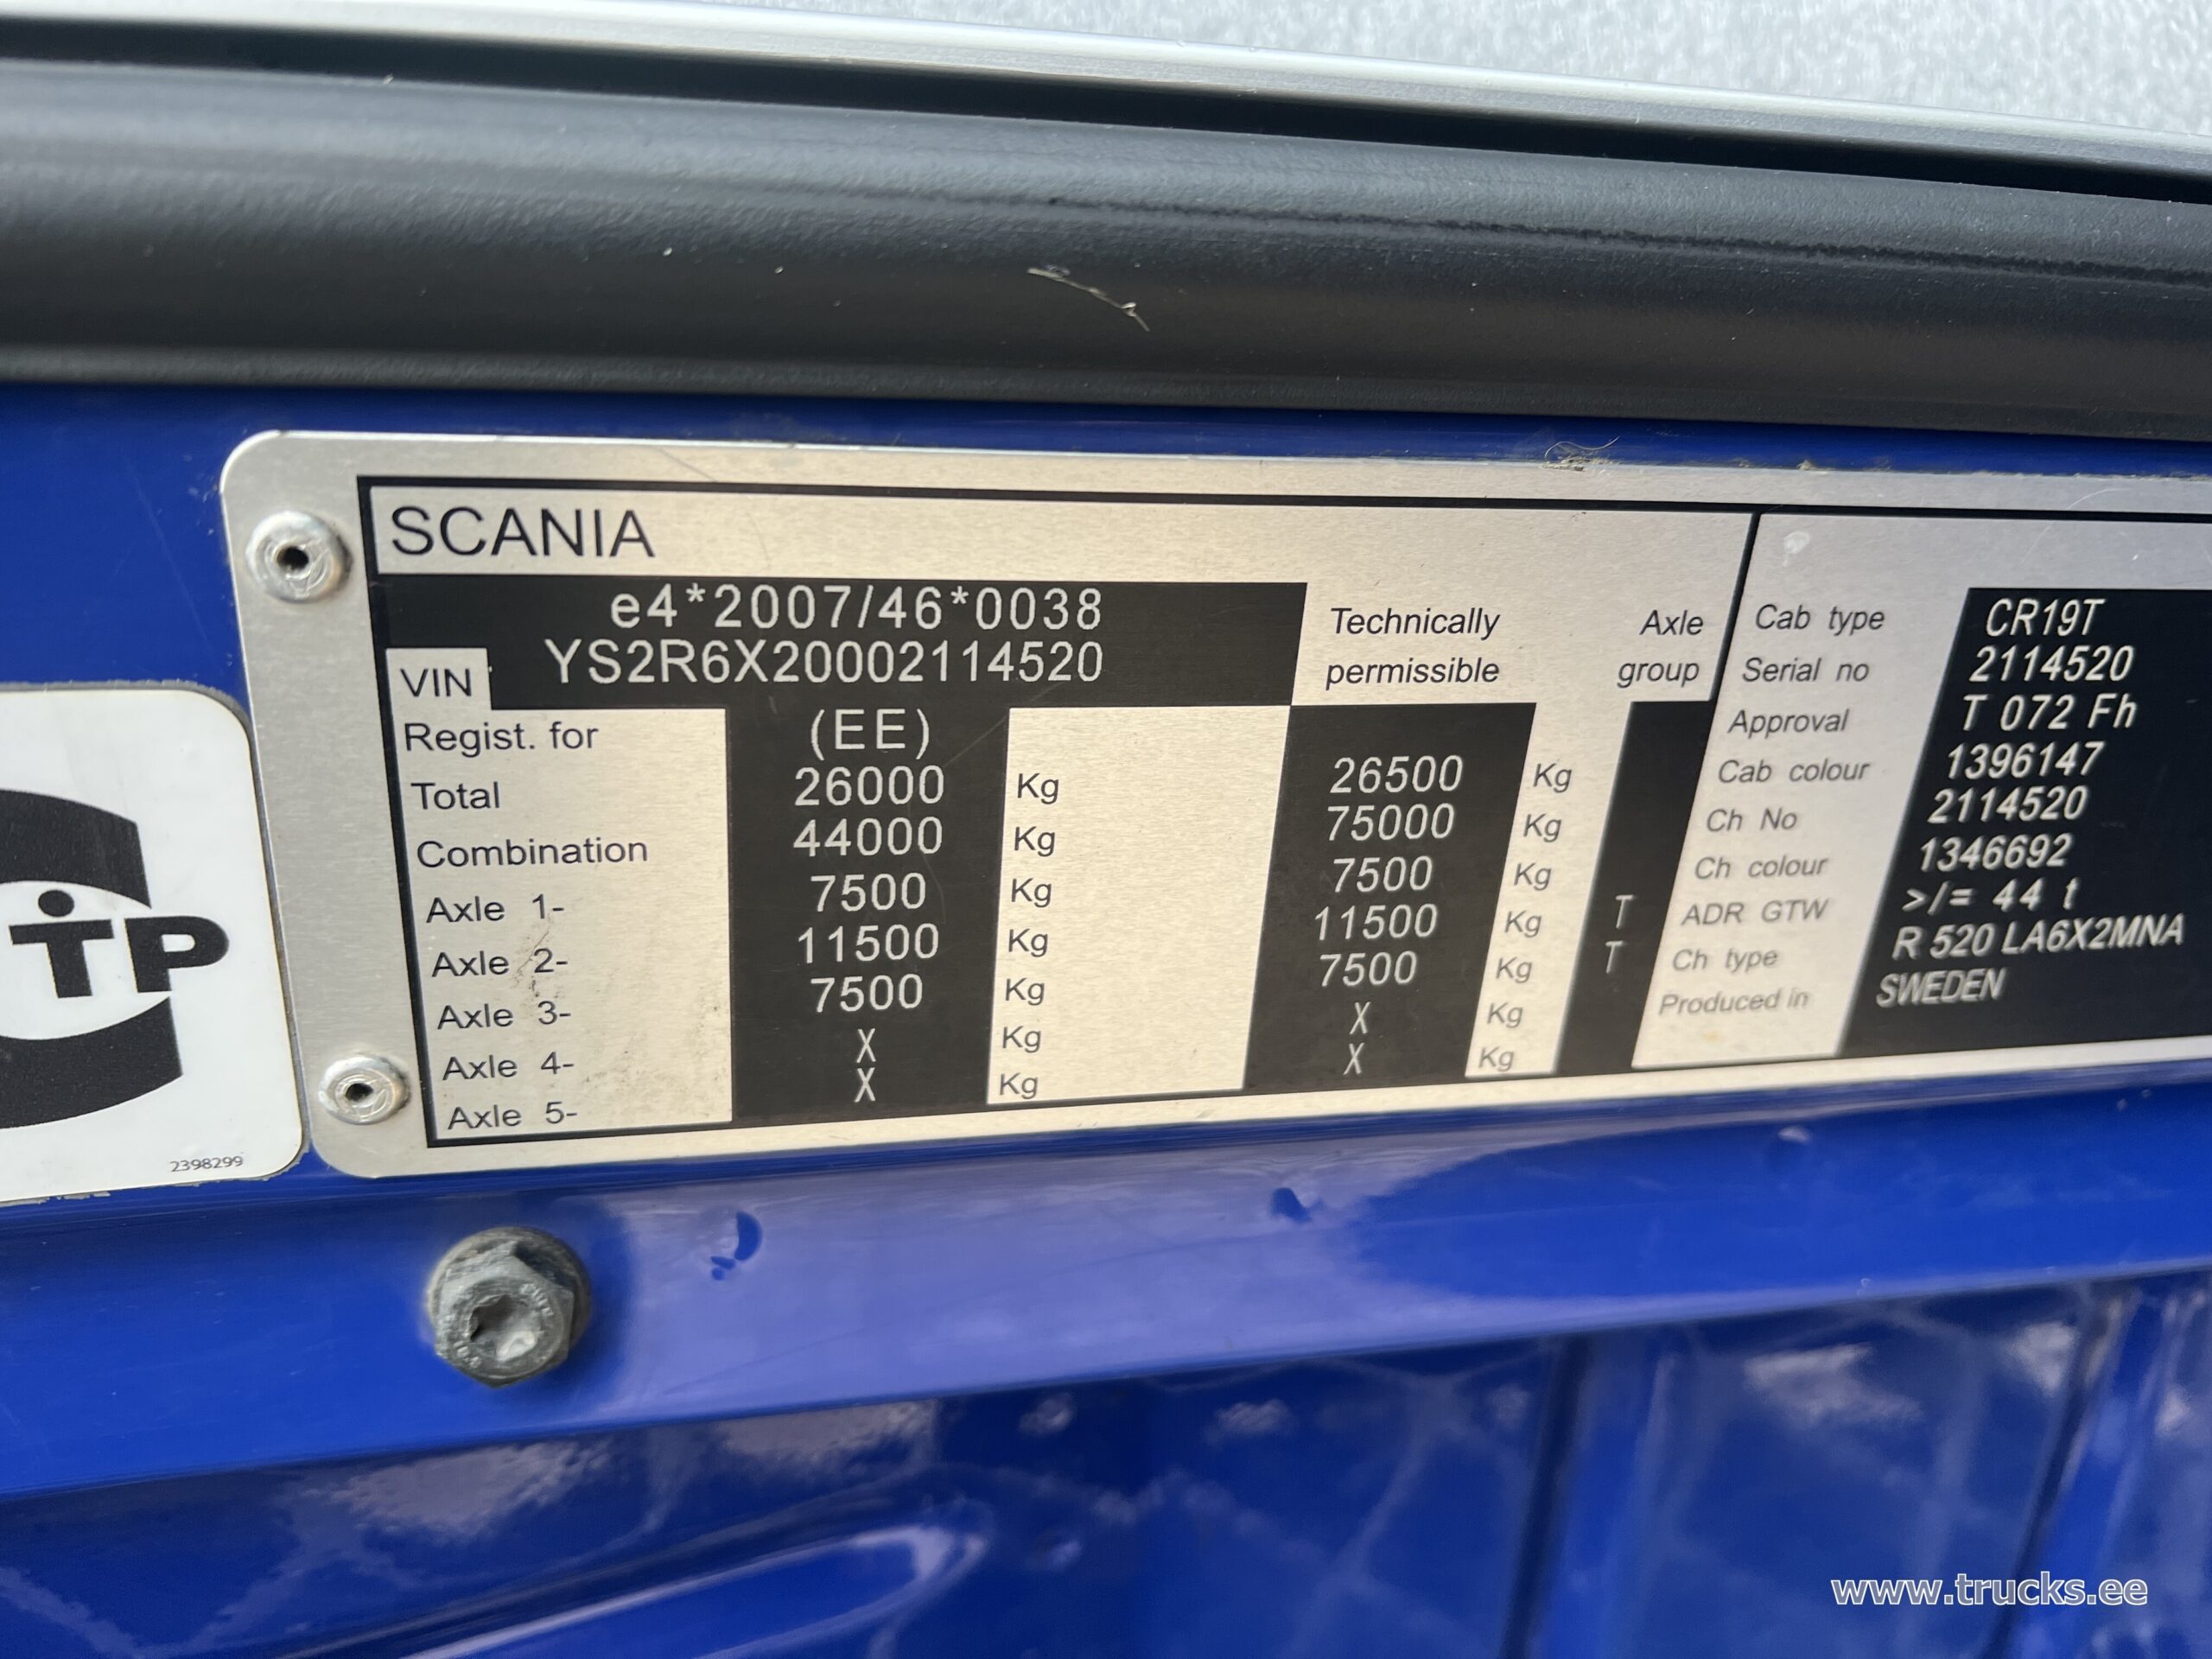 SCANIA
e4*2007/46*0038
VIN YS2R6X20002114520
Technically permissible
Axle group
Regist. for (EE)
Total 26000 Kg 26500 Kg
Combination 44000 Kg 75000 Kg
Axle 1- 7500 Kg 7500 Kg
Axle 2- 11500 Kg 11500 Kg T
Axle 3- 7500 Kg 7500 Kg T
Axle 4- X Kg X Kg
Axle 5- X Kg X Kg
Cab type CR19T
Serial no 2114520
Approval T 072 Fh
Cab colour 1396147
Ch No 2114520
Ch colour 1346692
ADR GTW >/= 44 t
Ch type R 520 LA6X2MNA
Produced in SWEDEN
TP
2398299
www.trucks.ee